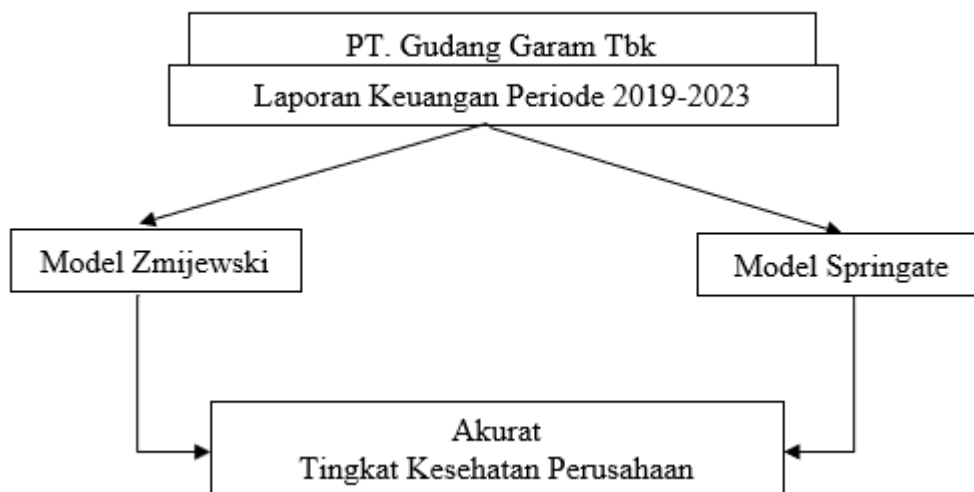 PT. Gudang Garam Tbk
Laporan Keuangan Periode 2019-2023
Model Zmijewski
Model Springate
Akurat
Tingkat Kesehatan Perusahaan